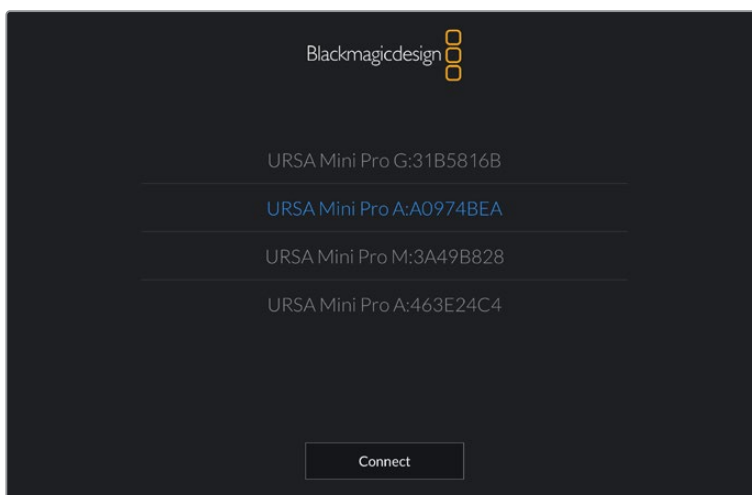 Blackmagicdesign
URSA Mini Pro G:31B5816B
URSA Mini Pro A:A0974BEA
URSA Mini Pro M:3A49B828
URSA Mini Pro A:463E24C4
Connect